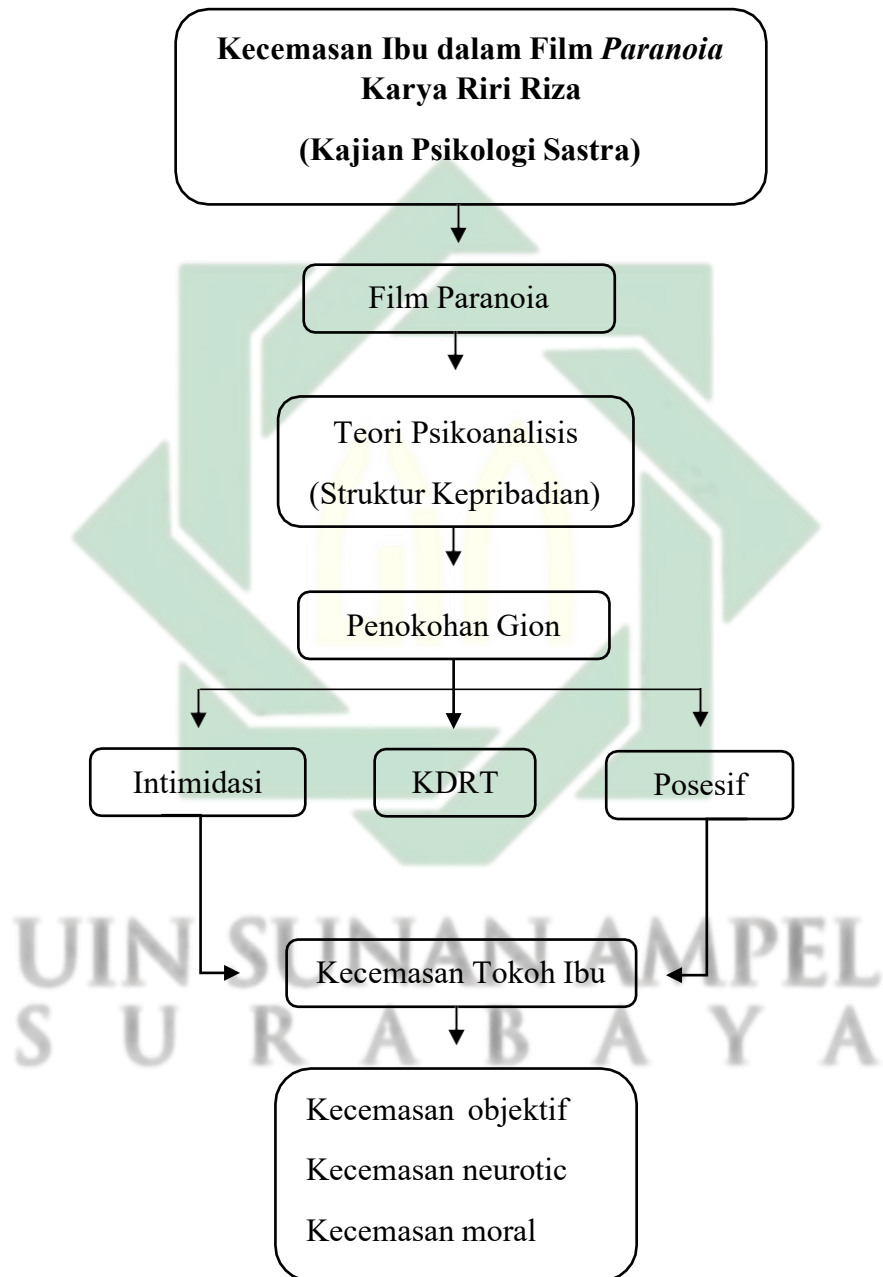 Kecemasan Ibu dalam Film Paranoia
Karya Riri Riza
(Kajian Psikologi Sastra)
Film Paranoia
Teori Psikoanalisis
(Struktur Kepribadian)
Penokohan Gion
Intimidasi
KDRT
Posesif
UIN SUNAN AMPEL
Kecemasan Tokoh Ibu
S U R A B A Y A
Kecemasan objektif
Kecemasan neurotic
Kecemasan moral